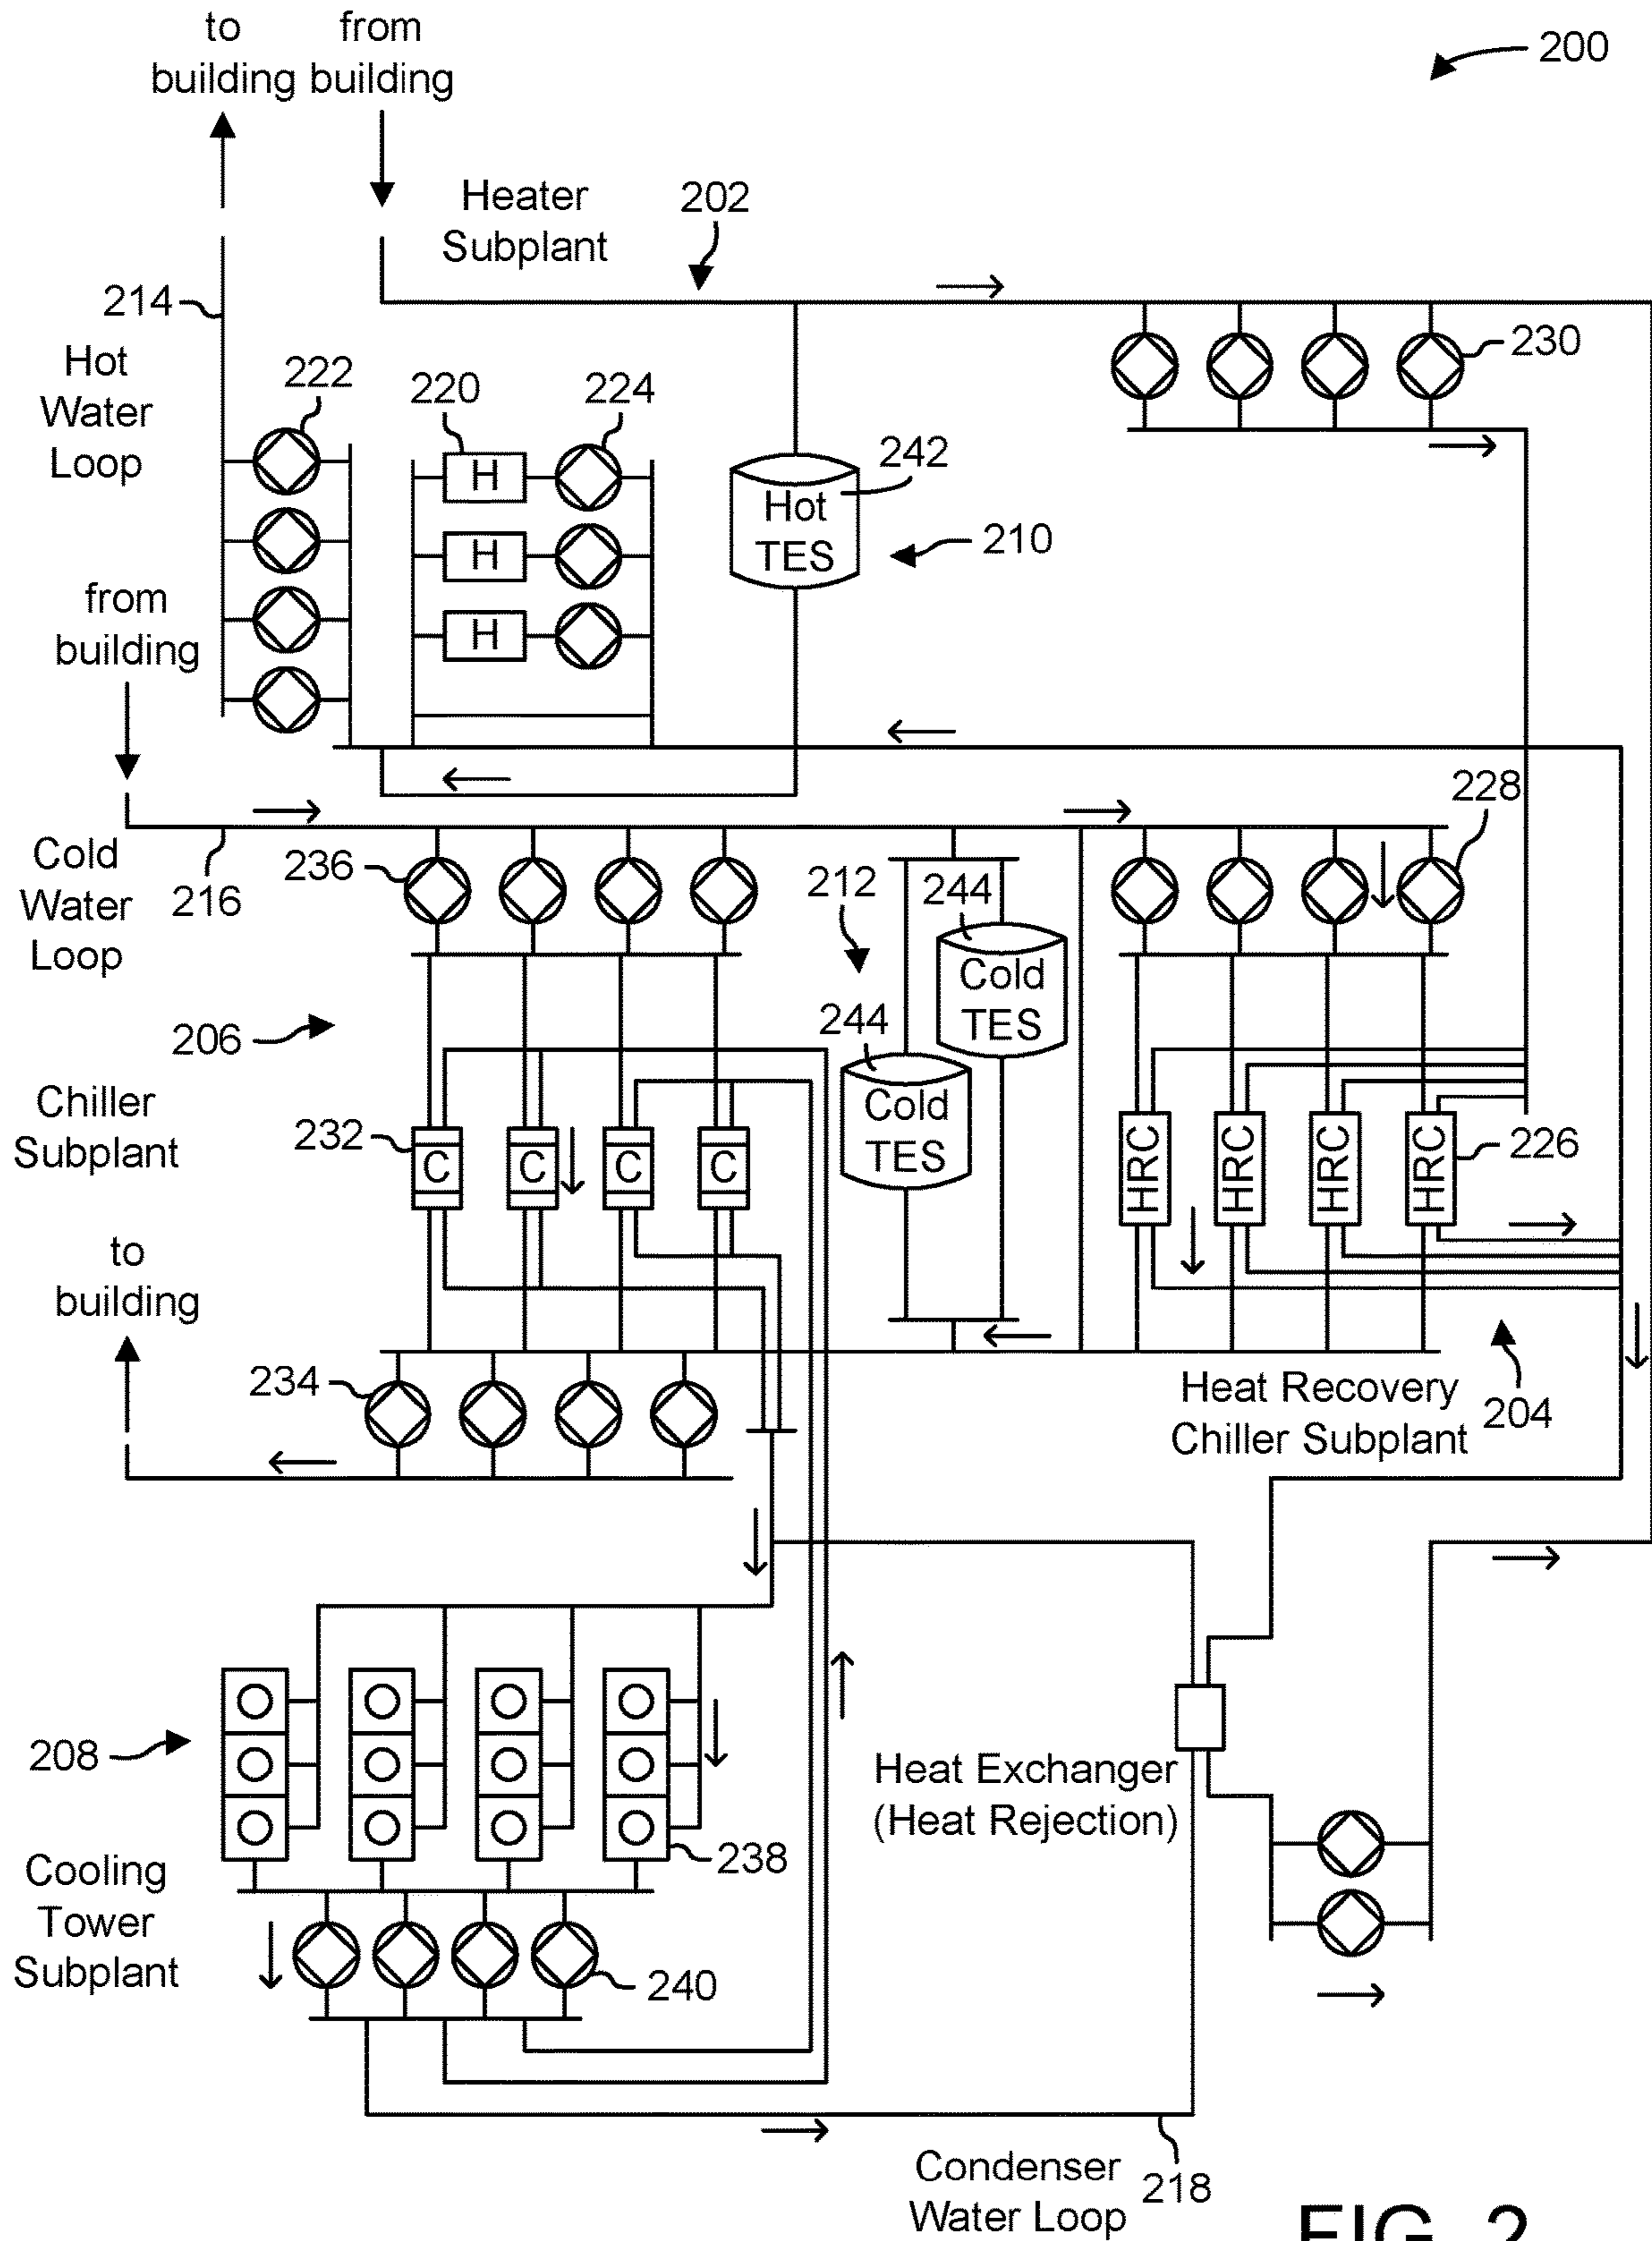 to
building
from
building
200
Heater
Subplant
202
214
Hot
Water
Loop
222
220
224
230
H
H
H
242
Hot
TES
210
from
building
228
Cold
Water
Loop
216
236
212
244
Cold
TES
244
Cold
TES
206
Chiller
Subplant
232
C
C
C
C
HRC
HRC
HRC
HRC
226
to
building
234
Heat Recovery
Chiller Subplant
204
208
Heat Exchanger
(Heat Rejection)
238
Cooling
Tower
Subplant
240
Condenser
Water Loop
218
FIG. 2